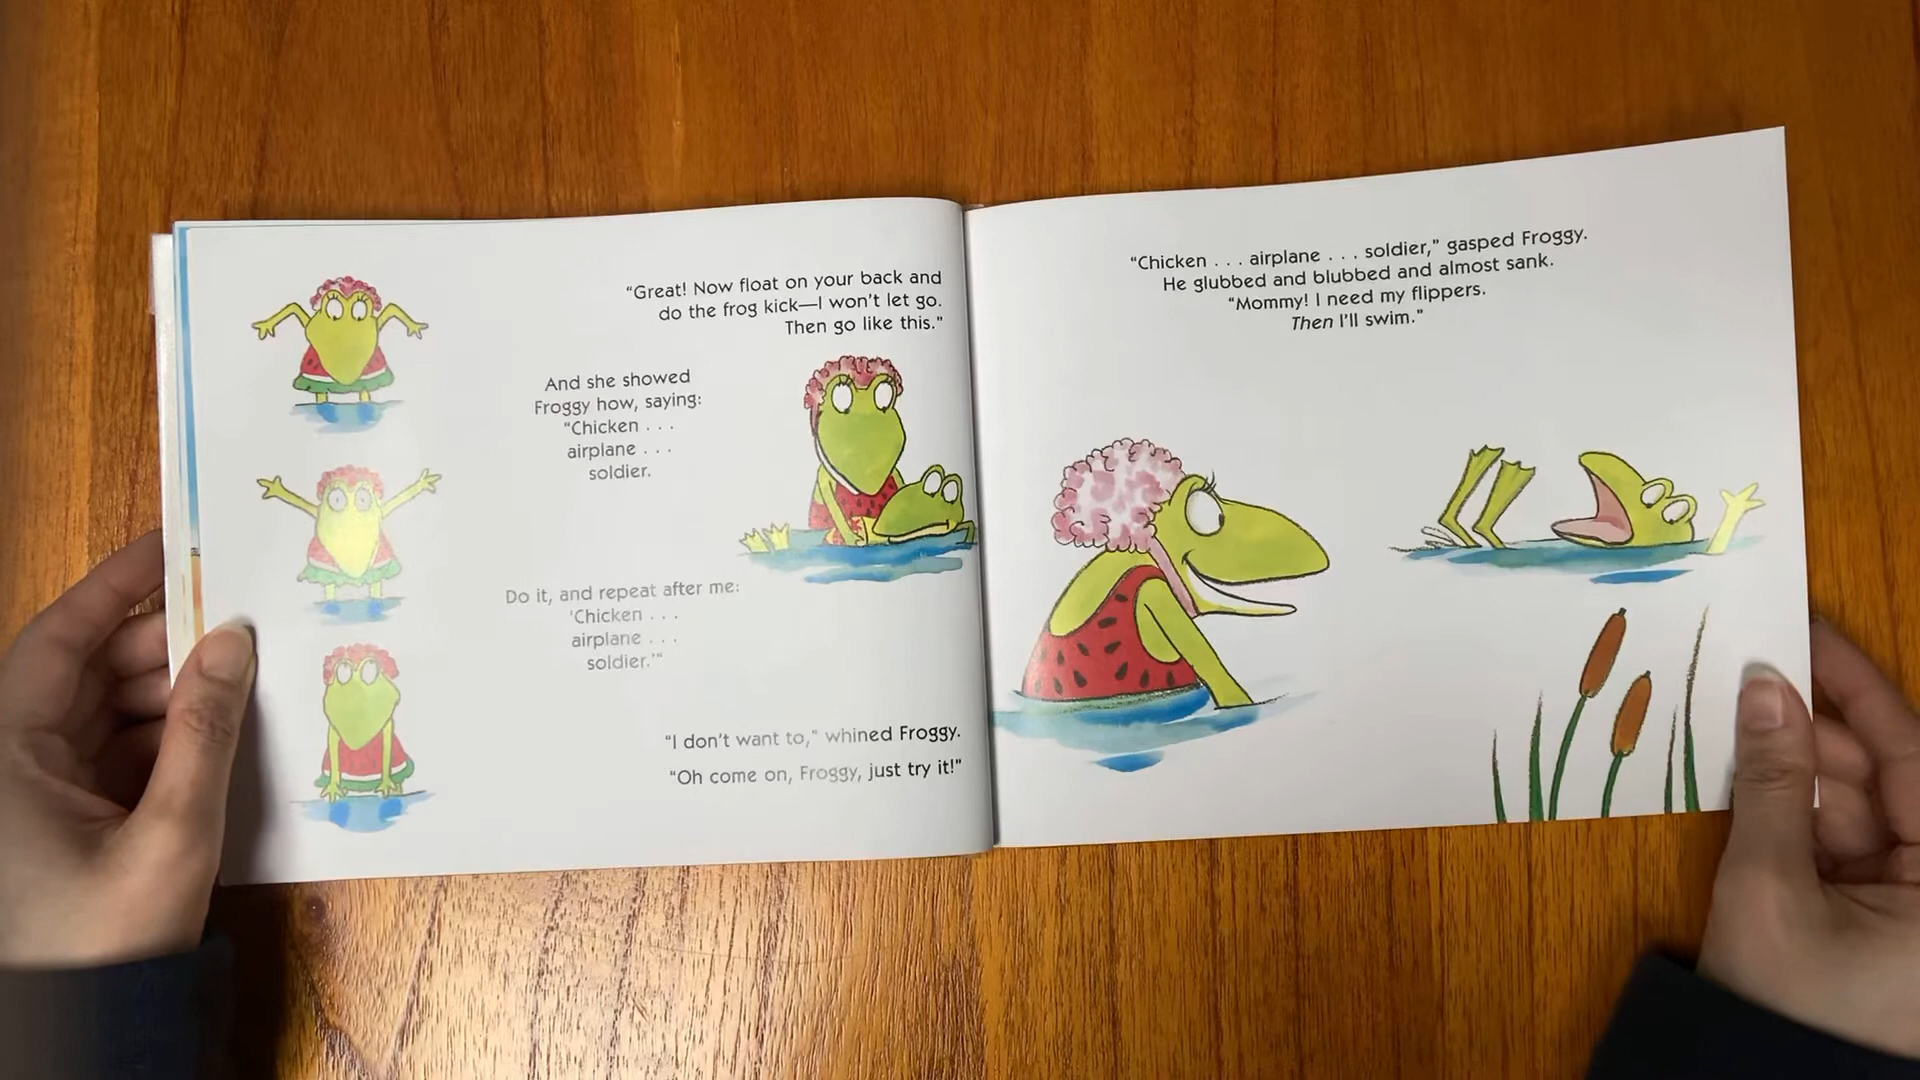 “Great! Now float on your back and
do the frog kick—I won’t let go.
Then go like this.”
And she showed
Froggy how, saying:
“Chicken . . .
airplane . . .
soldier.
Do it, and repeat after me:
‘Chicken . . .
airplane . . .
soldier.’”
“I don’t want to,” whined Froggy.
“Oh come on, Froggy, just try it!”
“Chicken . . . airplane . . . soldier,” gasped Froggy.
He glubbed and blubbed and almost sank.
“Mommy! I need my flippers.
Then I’ll swim.”